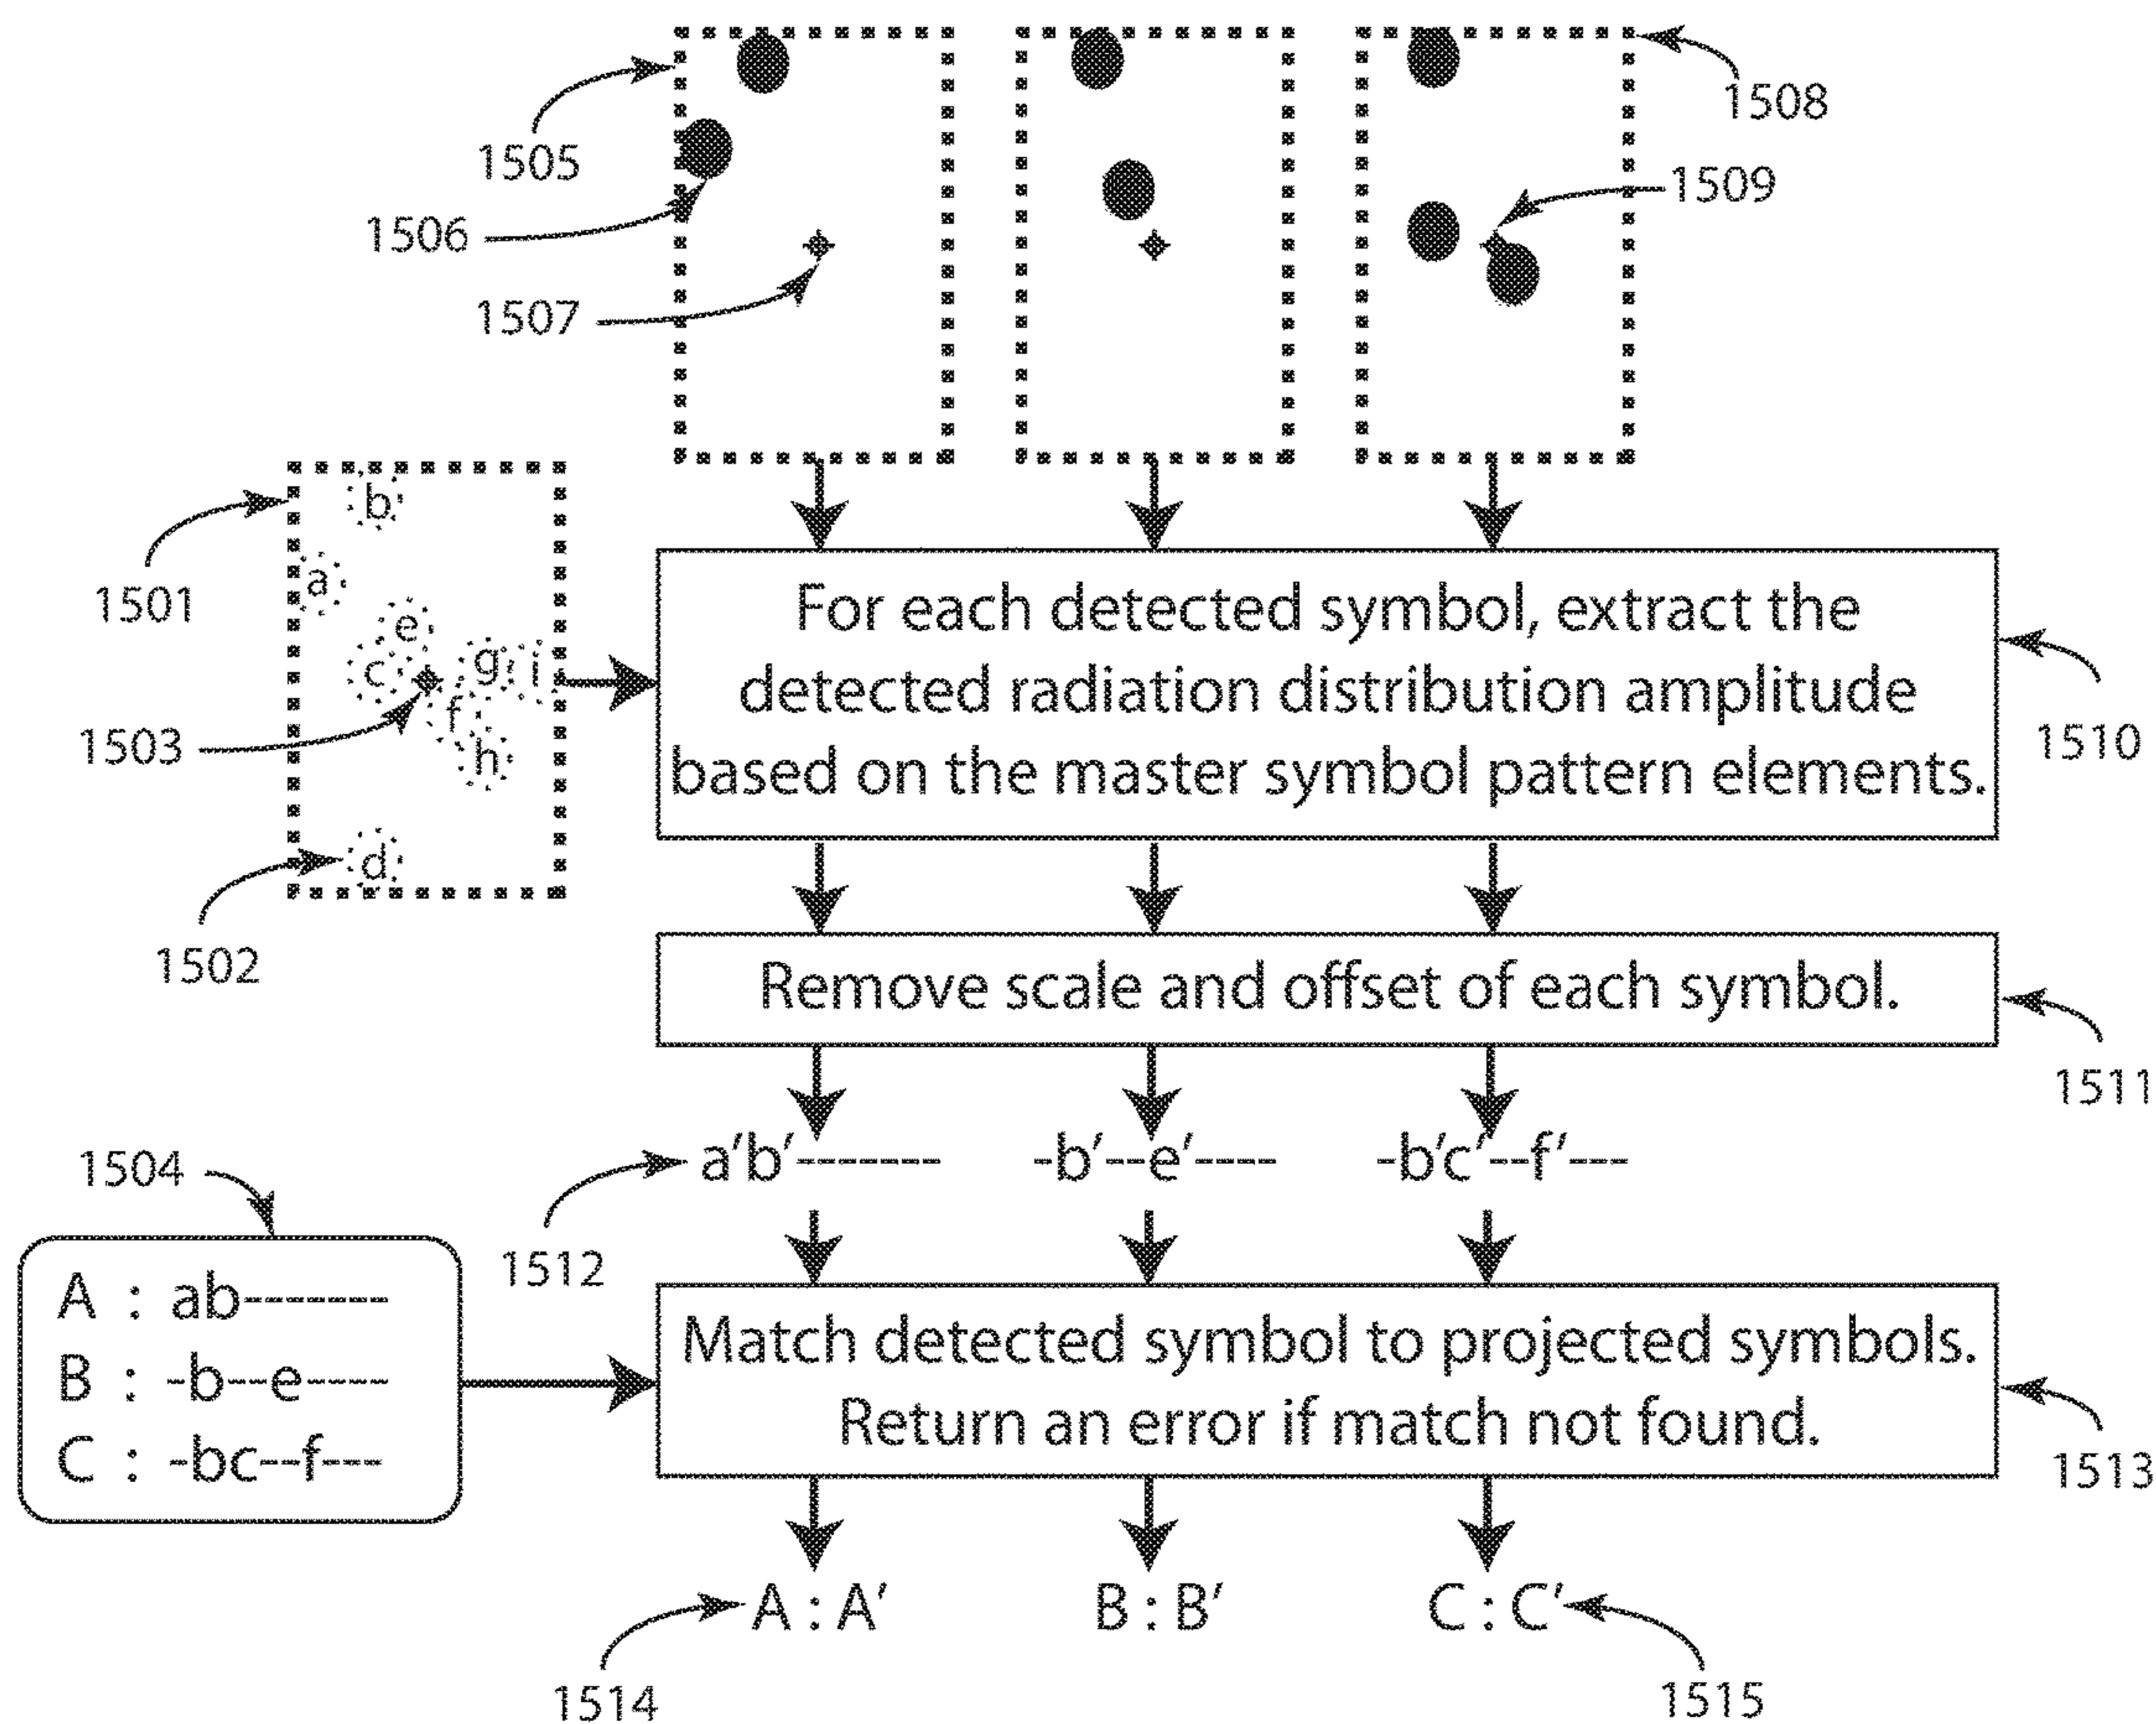 1508
1505
1509
1506
1507
b
a
1501
e
g
i
c
f
1503
h
d
1502
For each detected symbol, extract the
detected radiation distribution amplitude
based on the master symbol pattern elements.
1510
Remove scale and offset of each symbol.
1511
a′b′------- -b′--e′---- -b′c′--f′---
1512
1504
A : ab-------
B : -b--e----
C : -bc--f---
Match detected symbol to projected symbols.
Return an error if match not found.
1513
A : A′ B : B′ C : C′
1514
1515